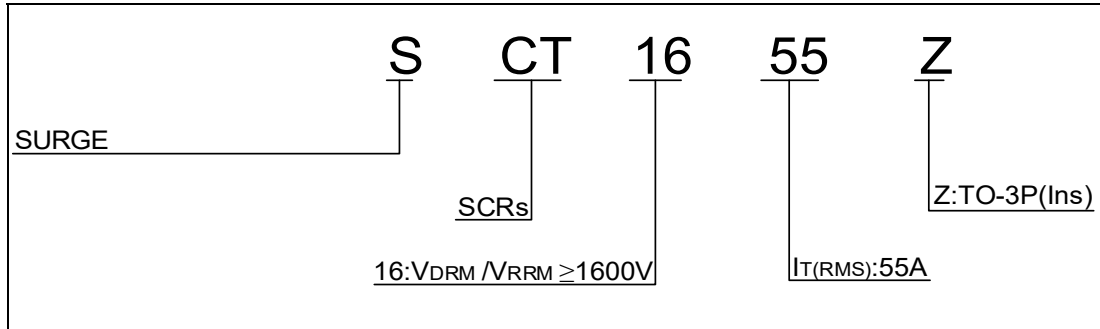 S CT 16 55 Z
SURGE
SCRs
Z:TO-3P(Ins)
16:VDRM /VRRM ≥1600V
IT(RMS):55A